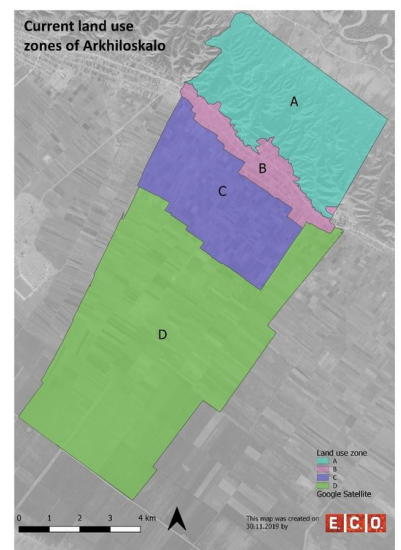 Current land use
zones of Arkhiloskalo
A
B
C
D
Land use zone
A
B
C
D
Google Satellite
0 1 2 3 4 km
This map was created on
30.11.2019 by
E.C.O.